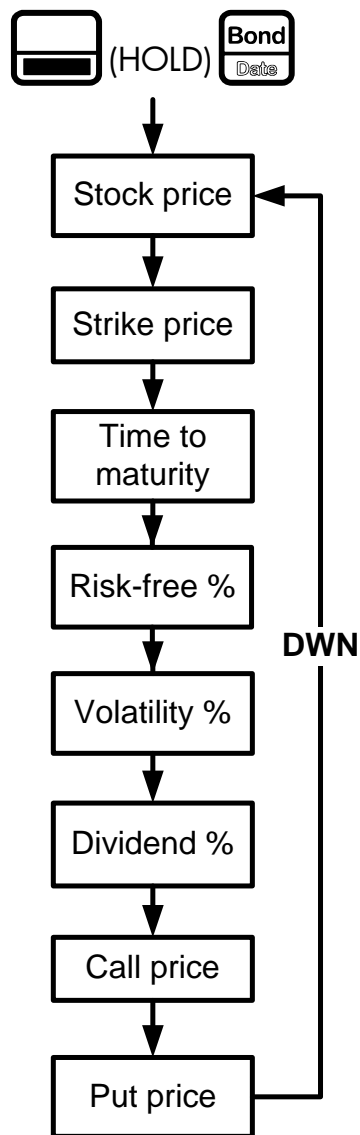 (HOLD) Bond
Date
Stock price
Strike price
Time to
maturity
Risk-free %
DWN
Volatility %
Dividend %
Call price
Put price